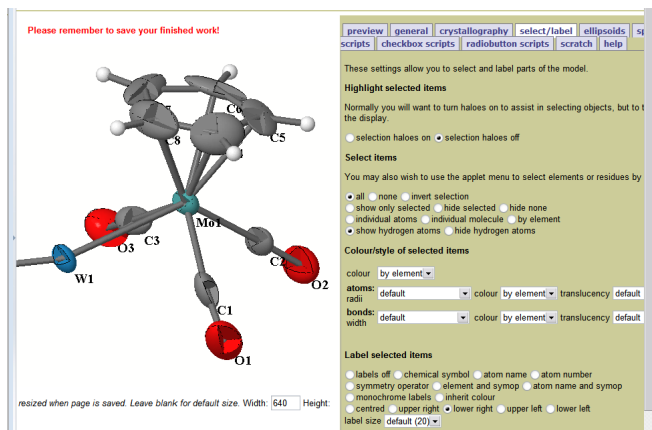 Please remember to save your finished work!
C6
C5
C8
Mo1
C3
O3
C2
O2
W1
C1
O1
resized when page is saved. Leave blank for default size. Width: 640 Height:
preview general crystallography select/label ellipsoids
scripts checkbox scripts radiobutton scripts scratch help
These settings allow you to select and label parts of the model.
Highlight selected items
Normally you will want to turn haloes on to assist in selecting objects, but to t
the display.
selection haloes on selection haloes off
Select items
You may also wish to use the applet menu to select elements or residues by
all none invert selection
show only selected hide selected hide none
individual atoms individual molecule by element
show hydrogen atoms hide hydrogen atoms
Colour/style of selected items
colour by element
atoms: default colour by element translucency default
radii
bonds: default colour by element translucency default
width
Label selected items
labels off chemical symbol atom name atom number
symmetry operator element and symop atom name and symop
monochrome labels inherit colour
centred upper right lower right upper left lower left
label size default (20)